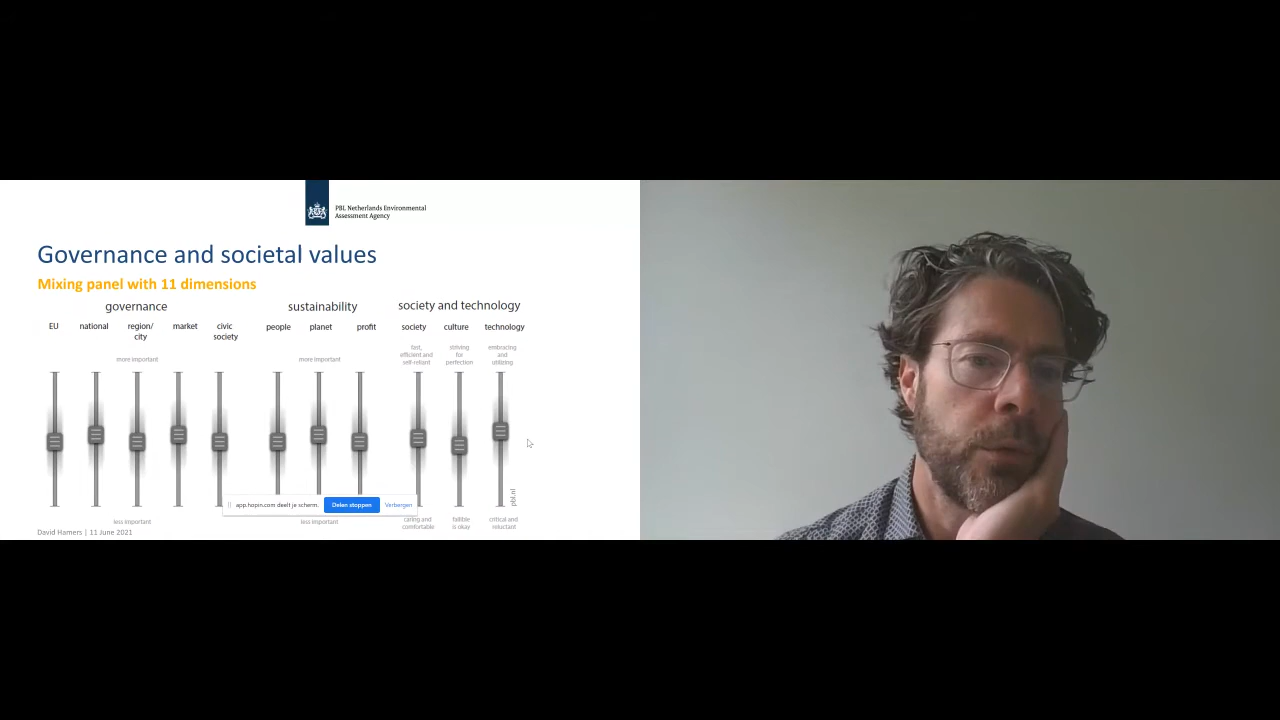 PBL Netherlands Environmental
Assessment Agency
Governance and societal values
Mixing panel with 11 dimensions
governance
sustainability
society and technology
EU
national
region/
city
market
civic
society
people
planet
profit
society
culture
technology
more important
more important
fast,
efficient and
self-reliant
striving
for
perfection
embracing
and
utilizing
pbl.nl
app.hopin.com deelt je scherm.
Delen stoppen
Verbergen
less important
less important
caring and
comfortable
fallible
is okay
critical and
reluctant
David Hamers | 11 June 2021